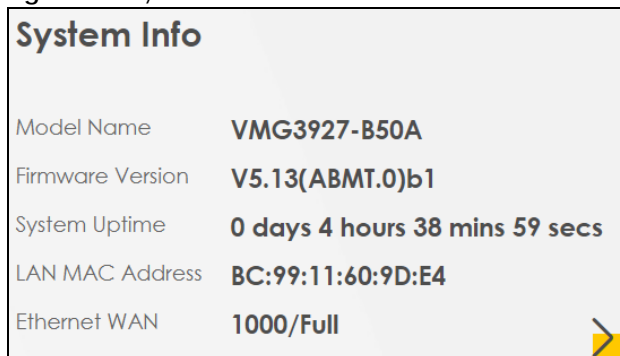 System Info
Model Name VMG3927-B50A
Firmware Version V5.13(ABMT.0)b1
System Uptime 0 days 4 hours 38 mins 59 secs
LAN MAC Address BC:99:11:60:9D:E4
Ethernet WAN 1000/Full